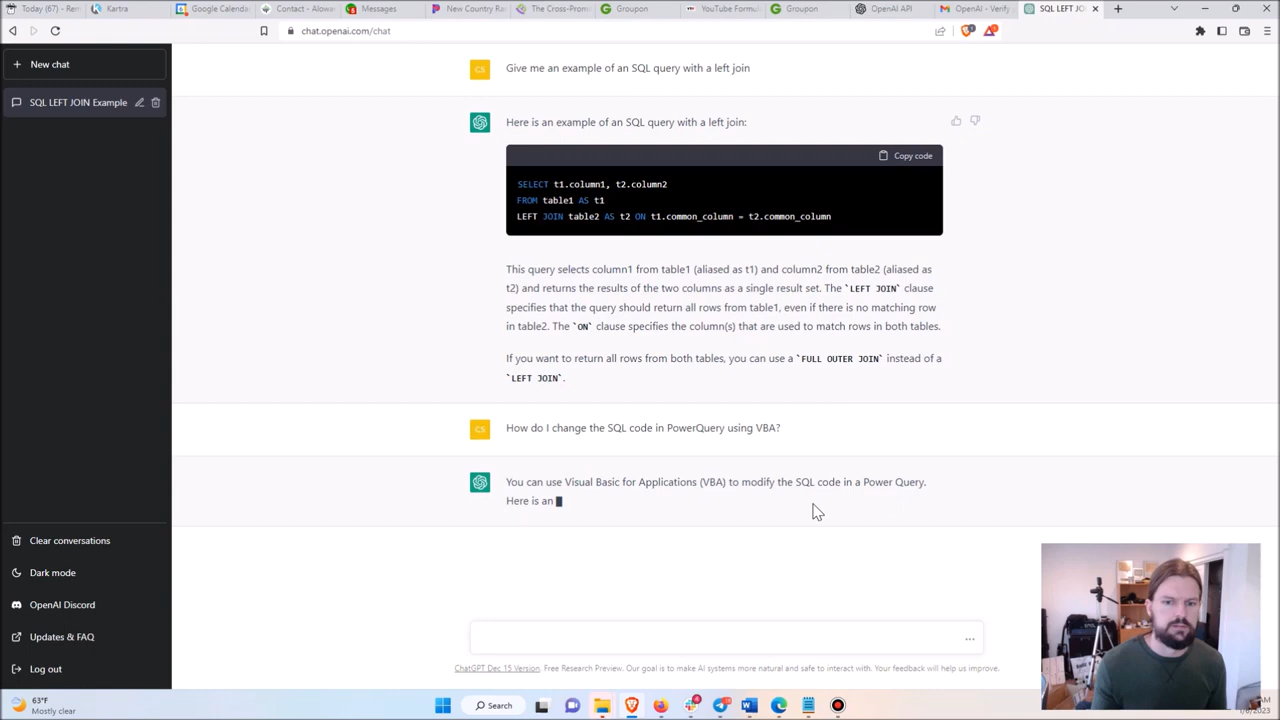 Today (67) - Rem
Kartra
Google Calenda
Contact - Alowa
Messages
New Country Ra
The Cross-Prom
Groupon
YouTube Formul
Groupon
OpenAI API
OpenAI - Verify
SQL LEFT JO
chat.openai.com/chat
New chat
SQL LEFT JOIN Example
CS
Give me an example of an SQL query with a left join
Here is an example of an SQL query with a left join:
Copy code
SELECT t1.column1, t2.column2
FROM table1 AS t1
LEFT JOIN table2 AS t2 ON t1.common_column = t2.common_column
This query selects column1 from table1 (aliased as t1) and column2 from table2 (aliased as
t2) and returns the results of the two columns as a single result set. The `LEFT JOIN` clause
specifies that the query should return all rows from table1, even if there is no matching row
in table2. The `ON` clause specifies the column(s) that are used to match rows in both tables.
If you want to return all rows from both tables, you can use a `FULL OUTER JOIN` instead of a
`LEFT JOIN`.
CS
How do I change the SQL code in PowerQuery using VBA?
You can use Visual Basic for Applications (VBA) to modify the SQL code in a Power Query.
Here is an
Clear conversations
Dark mode
OpenAI Discord
Updates & FAQ
Log out
ChatGPT Dec 15 Version. Free Research Preview. Our goal is to make AI systems more natural and safe to interact with. Your feedback will help us improve.
63°F
Mostly clear
Search
AM